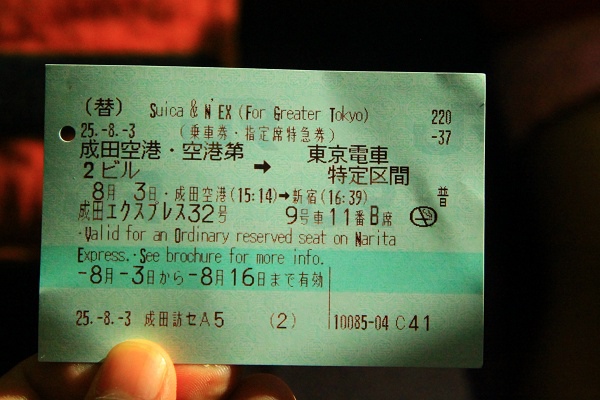 (替) Suica & N'EX (For Greater Tokyo) 220
25.-8.-3 (乗車券・指定席特急券) -37
成田空港・空港第2ビル → 東京電車特定区間
8月 3日・成田空港(15:14)→新宿(16:39) 普
成田エクスプレス32号 9号車11番B席
・Valid for an Ordinary reserved seat on Narita
Express.・See brochure for more info.
-8月-3日から-8月16日まで有効
25.-8.-3 成田訪セA5 (2) 10085-04 C41